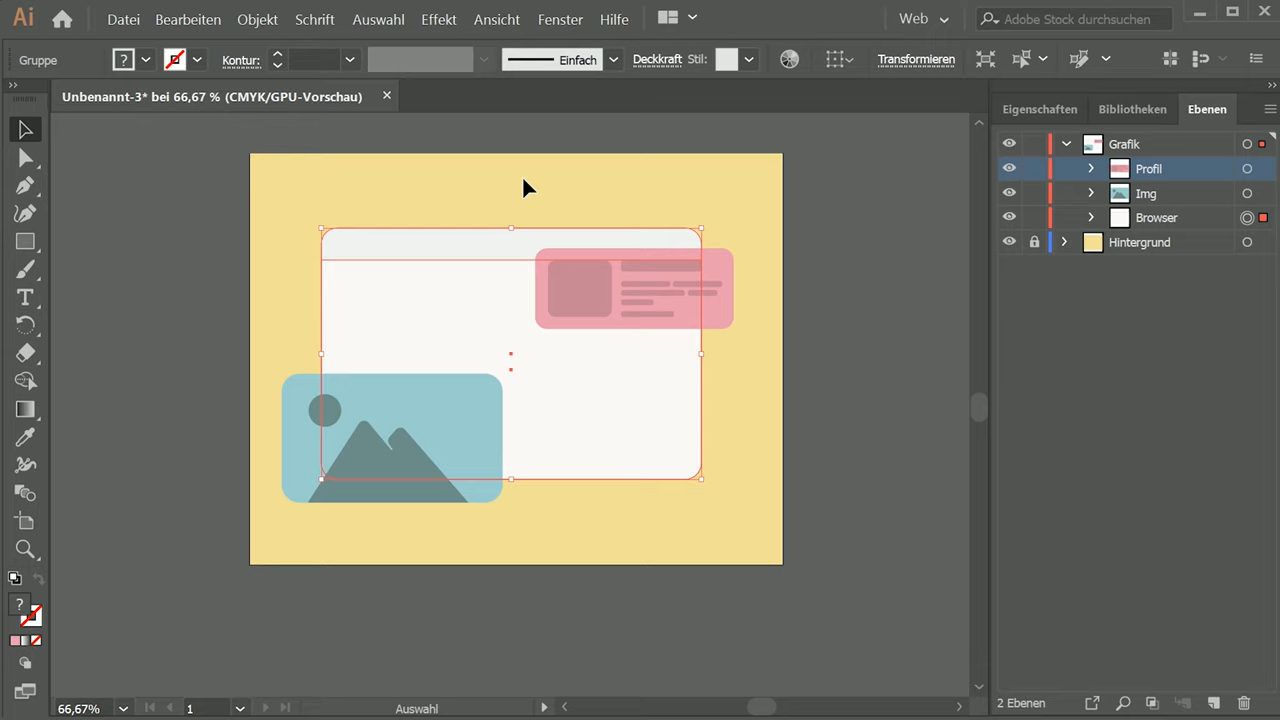 Ai Datei Bearbeiten Objekt Schrift Auswahl Effekt Ansicht Fenster Hilfe Web Adobe Stock durchsuchen
Gruppe ? Kontur: Einfach Deckkraft Stil: Transformieren
Unbenannt-3* bei 66,67 % (CMYK/GPU-Vorschau)
Eigenschaften Bibliotheken Ebenen
Grafik
Profil
Img
Browser
Hintergrund
T
?
2 Ebenen
66,67% 1 Auswahl